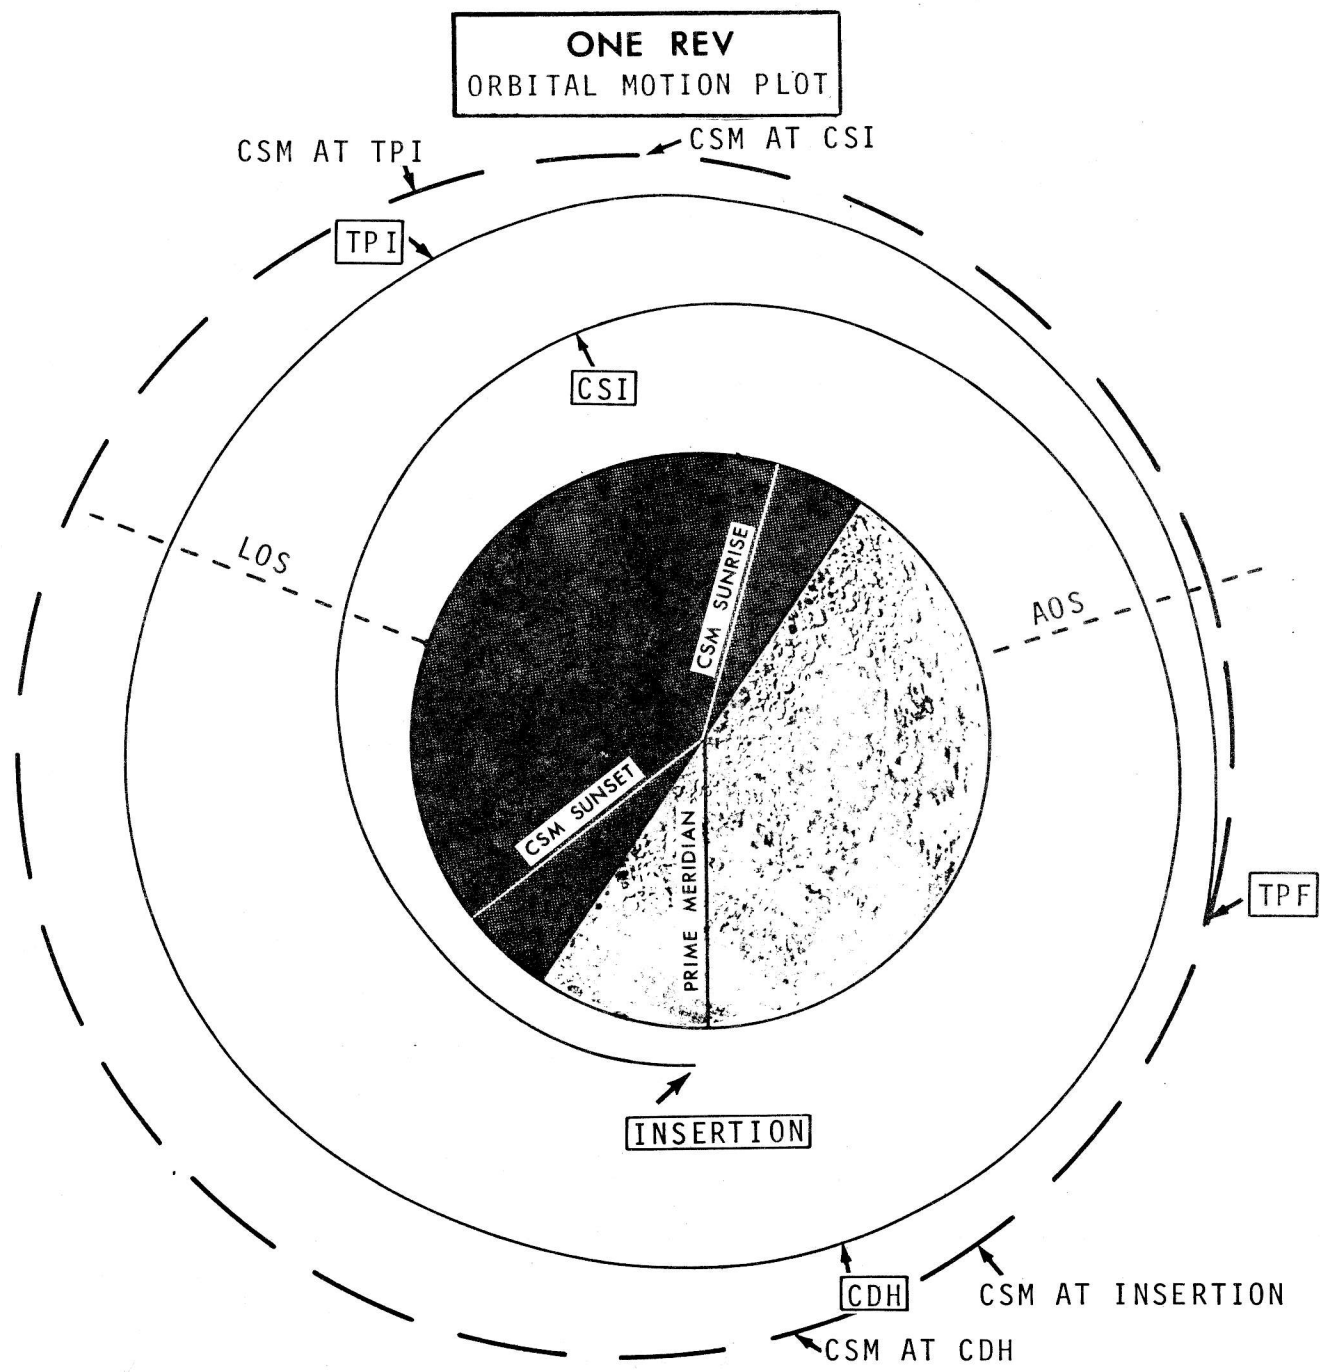 ONE REV
ORBITAL MOTION PLOT
CSM AT CSI
CSM AT TPI
TPI
CSI
CSM SUNRISE
LOS
AOS
CSM SUNSET
PRIME MERIDIAN
TPF
INSERTION
CDH
CSM AT INSERTION
CSM AT CDH